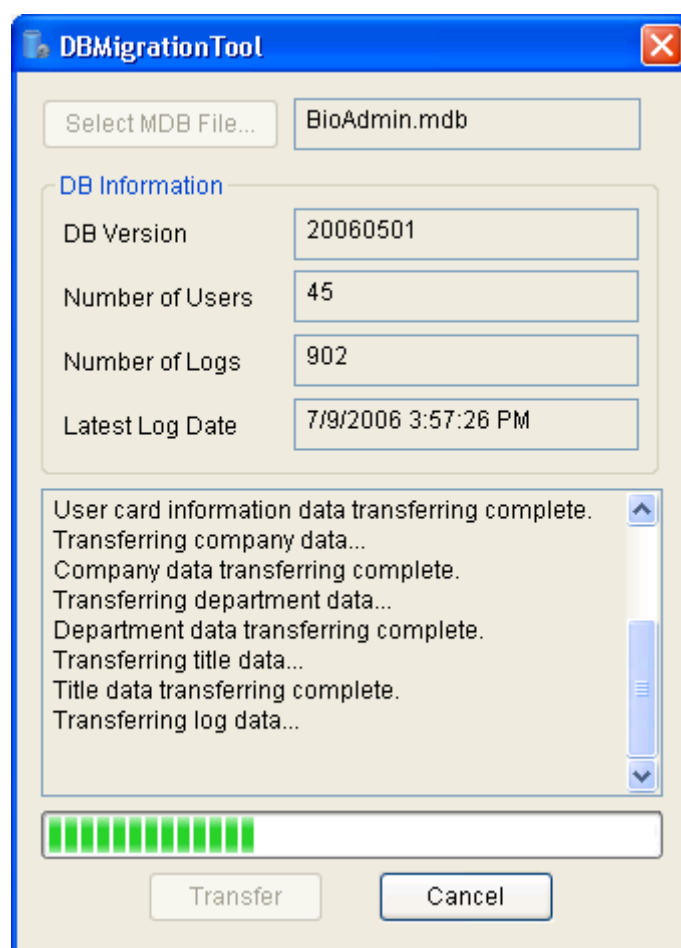 DBMigrationTool
Select MDB File... BioAdmin.mdb
DB Information
DB Version 20060501
Number of Users 45
Number of Logs 902
Latest Log Date 7/9/2006 3:57:26 PM
User card information data transferring complete.
Transferring company data...
Company data transferring complete.
Transferring department data...
Department data transferring complete.
Transferring title data...
Title data transferring complete.
Transferring log data...
Transfer Cancel